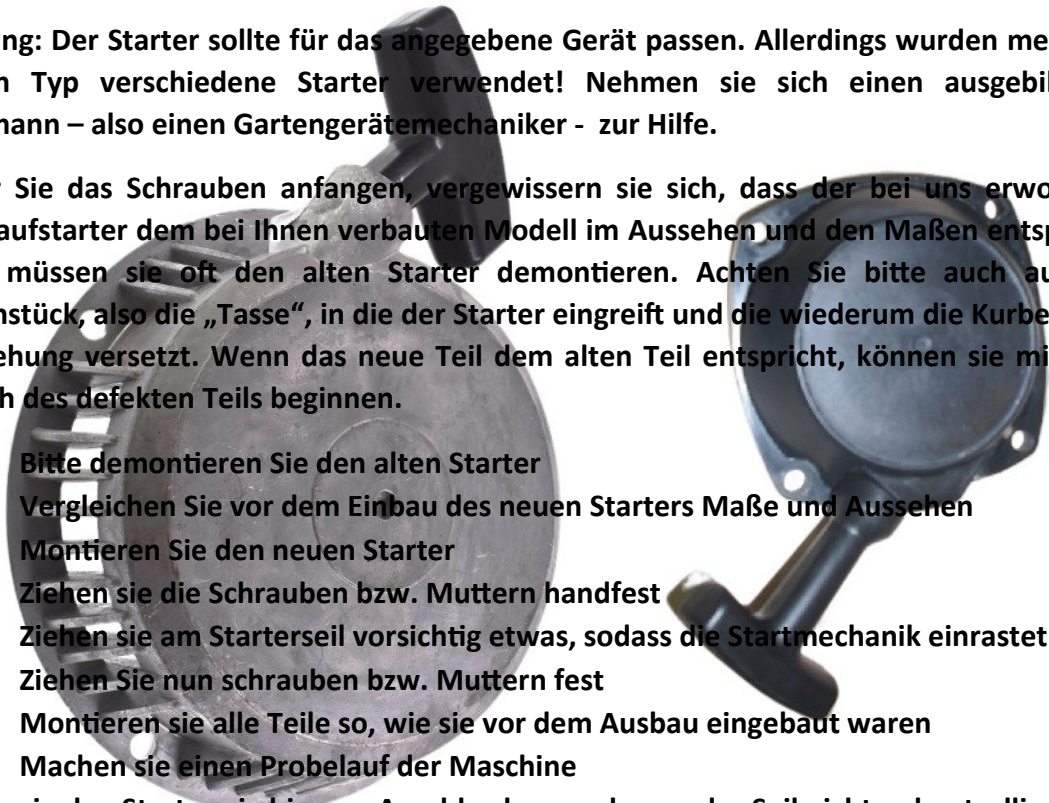 ng: Der Starter sollte für das angegebene Gerät passen. Allerdings wurden me
n Typ verschiedene Starter verwendet! Nehmen sie sich einen ausgebil
mann – also einen Gartengerätemechaniker - zur Hilfe.
Sie das Schrauben anfangen, vergewissern sie sich, dass der bei uns erwo
aufstarter dem bei Ihnen verbauten Modell im Aussehen und den Maßen entsp
müssen sie oft den alten Starter demontieren. Achten Sie bitte auch au
nstück, also die „Tasse“, in die der Starter eingreift und die wiederum die Kurbe
ehung versetzt. Wenn das neue Teil dem alten Teil entspricht, können sie mi
h des defekten Teils beginnen.
Bitte demontieren Sie den alten Starter
Vergleichen Sie vor dem Einbau des neuen Starters Maße und Aussehen
Montieren Sie den neuen Starter
Ziehen sie die Schrauben bzw. Muttern handfest
Ziehen sie am Starterseil vorsichtig etwas, sodass die Startmechanik einrastet
Ziehen Sie nun schrauben bzw. Muttern fest
Montieren sie alle Teile so, wie sie vor dem Ausbau eingebaut waren
Machen sie einen Probelauf der Maschine